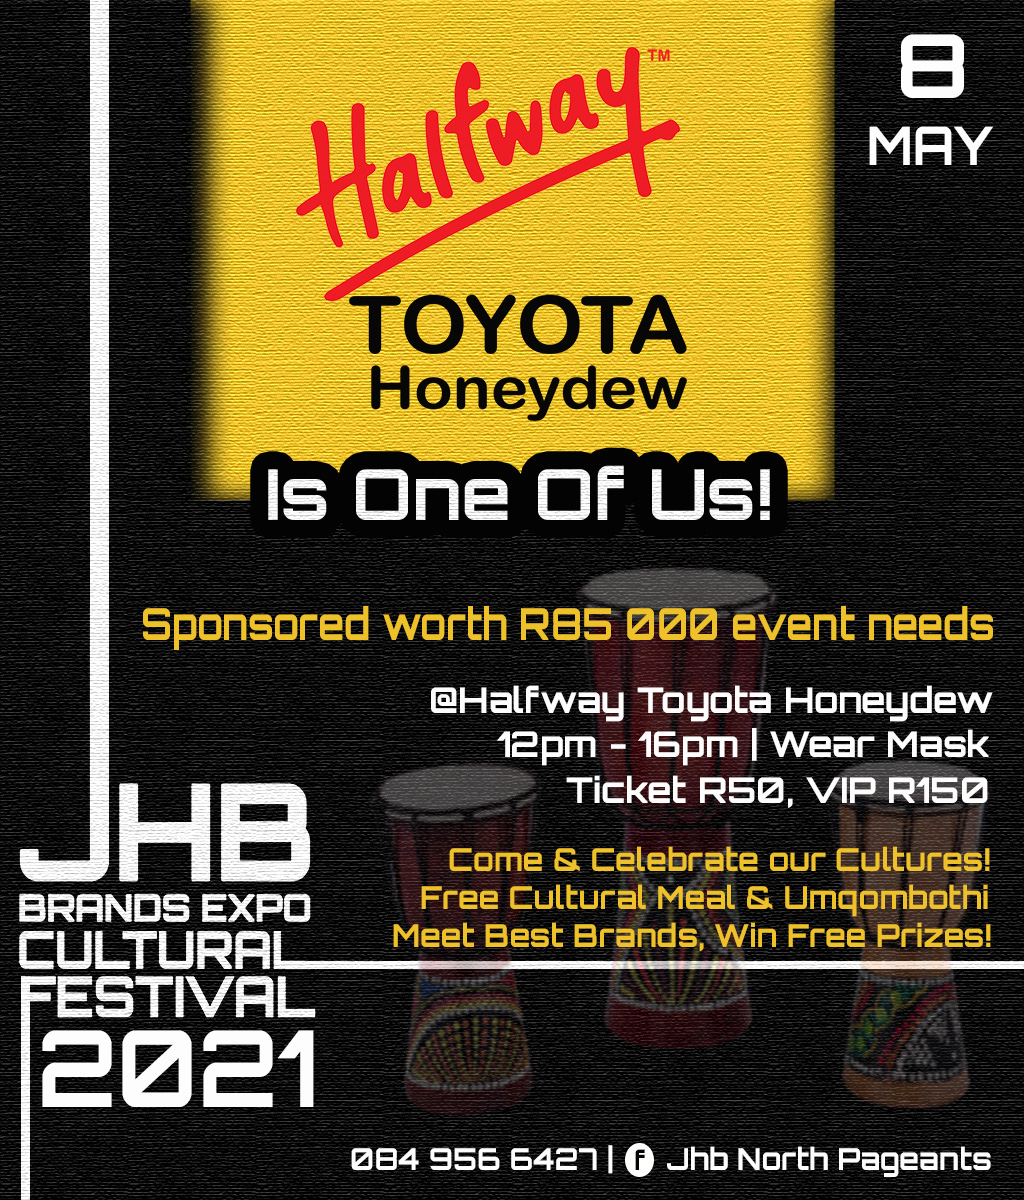 Halfway™
TOYOTA
Honeydew
Is One Of Us!
8
MAY
Sponsored worth R85 000 event needs
@Halfway Toyota Honeydew
12pm - 16pm | Wear Mask
Ticket R50, VIP R150
Come & Celebrate our Cultures!
Free Cultural Meal & Umqombothi
Meet Best Brands, Win Free Prizes!
JHB
BRANDS EXPO
CULTURAL
FESTIVAL
2021
084 956 6427 | f Jhb North Pageants